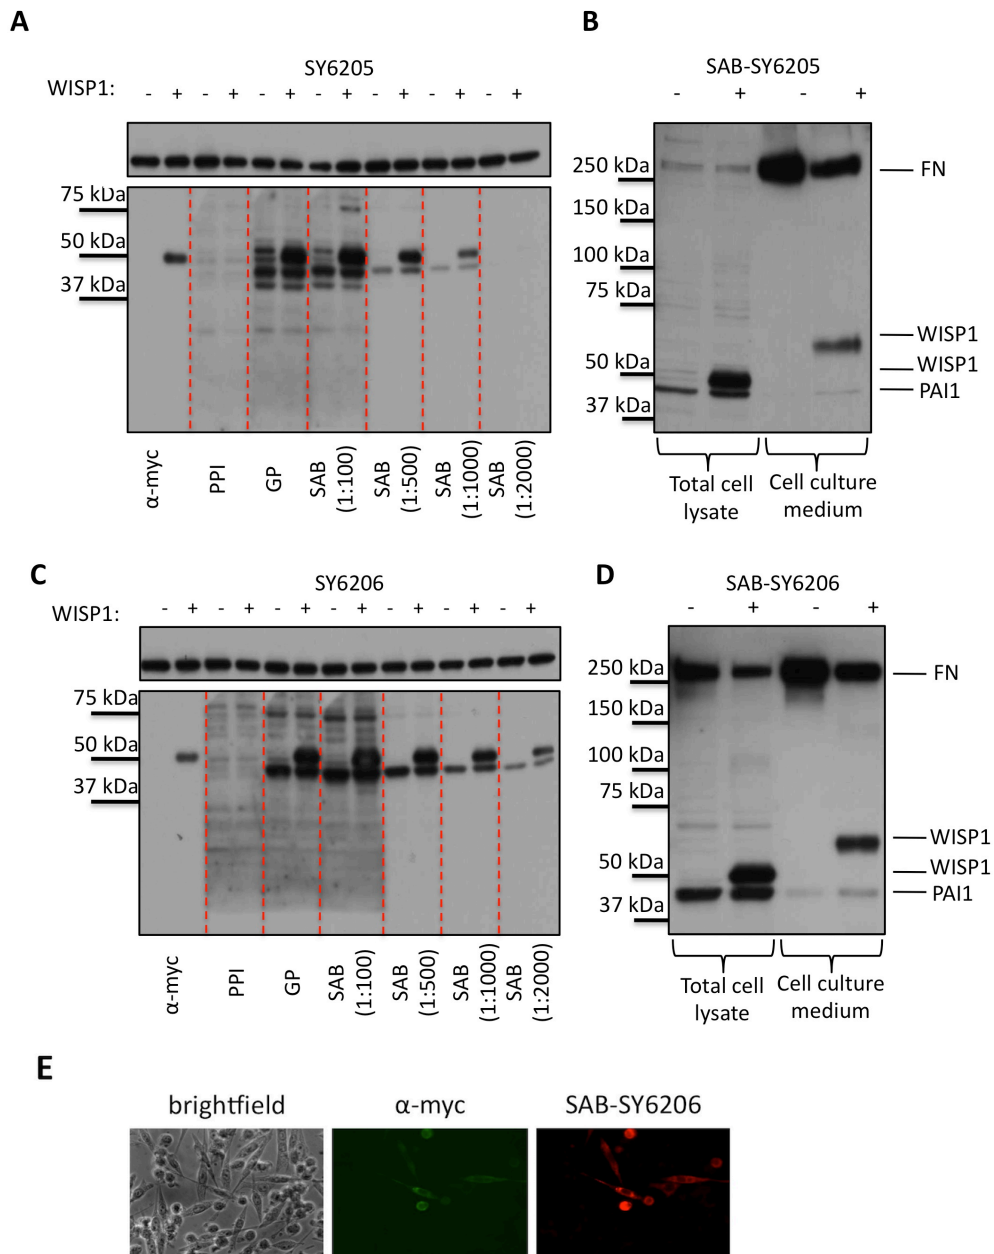 A
SY6205
WISP1: - + - + - + - + - + - + - +
75 kDa
50 kDa
37 kDa
α-myc
PPI
GP
SAB
(1:100)
SAB
(1:500)
SAB
(1:1000)
SAB
(1:2000)
B
SAB-SY6205
- + - +
250 kDa
150 kDa
100 kDa
75 kDa
50 kDa
37 kDa
FN
WISP1
WISP1
PAI1
Total cell
lysate
Cell culture
medium
C
SY6206
WISP1: - + - + - + - + - + - + - +
75 kDa
50 kDa
37 kDa
α-myc
PPI
GP
SAB
(1:100)
SAB
(1:500)
SAB
(1:1000)
SAB
(1:2000)
D
SAB-SY6206
- + - +
250 kDa
150 kDa
100 kDa
75 kDa
50 kDa
37 kDa
FN
WISP1
WISP1
PAI1
Total cell
lysate
Cell culture
medium
E
brightfield
α-myc
SAB-SY6206